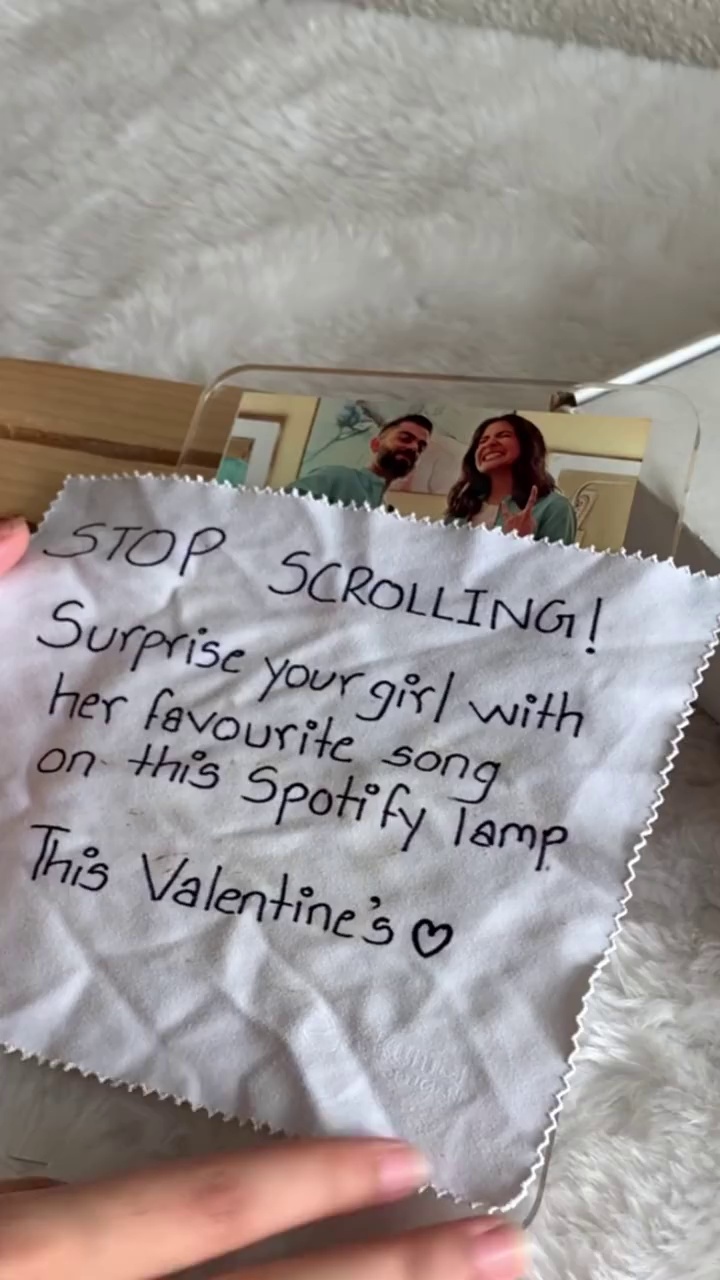 STOP SCROLLING!
Surprise your girl with
her favourite song
on this Spotify lamp
This Valentine's ♡